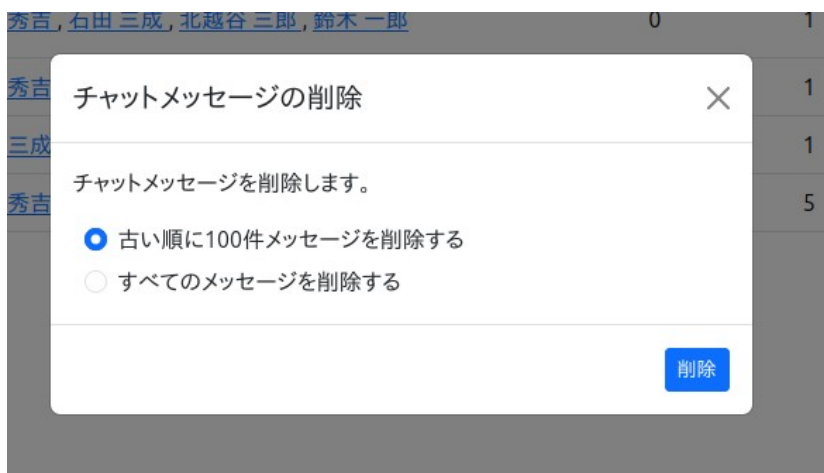 秀吉 , 石田 三成 , 北越谷 三郎 , 鈴木 一郎 0 1
チャットメッセージの削除
秀吉 1
三成 1
チャットメッセージを削除します。
秀吉 5
古い順に100件メッセージを削除する
すべてのメッセージを削除する
削除